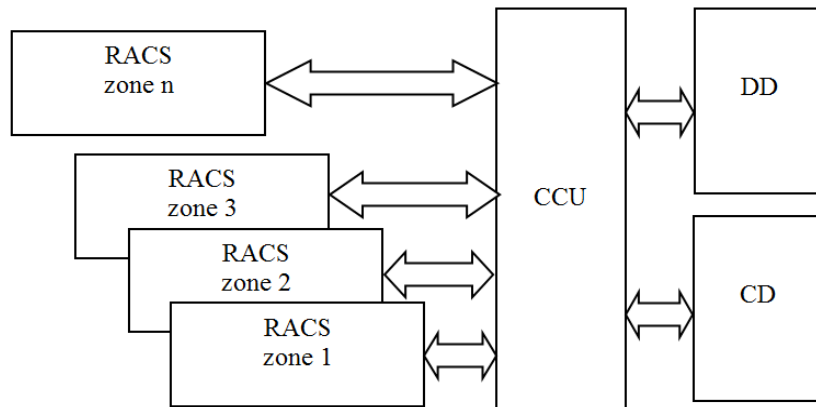 RACS
zone n
RACS
zone 3
RACS
zone 2
RACS
zone 1
CCU
DD
CD